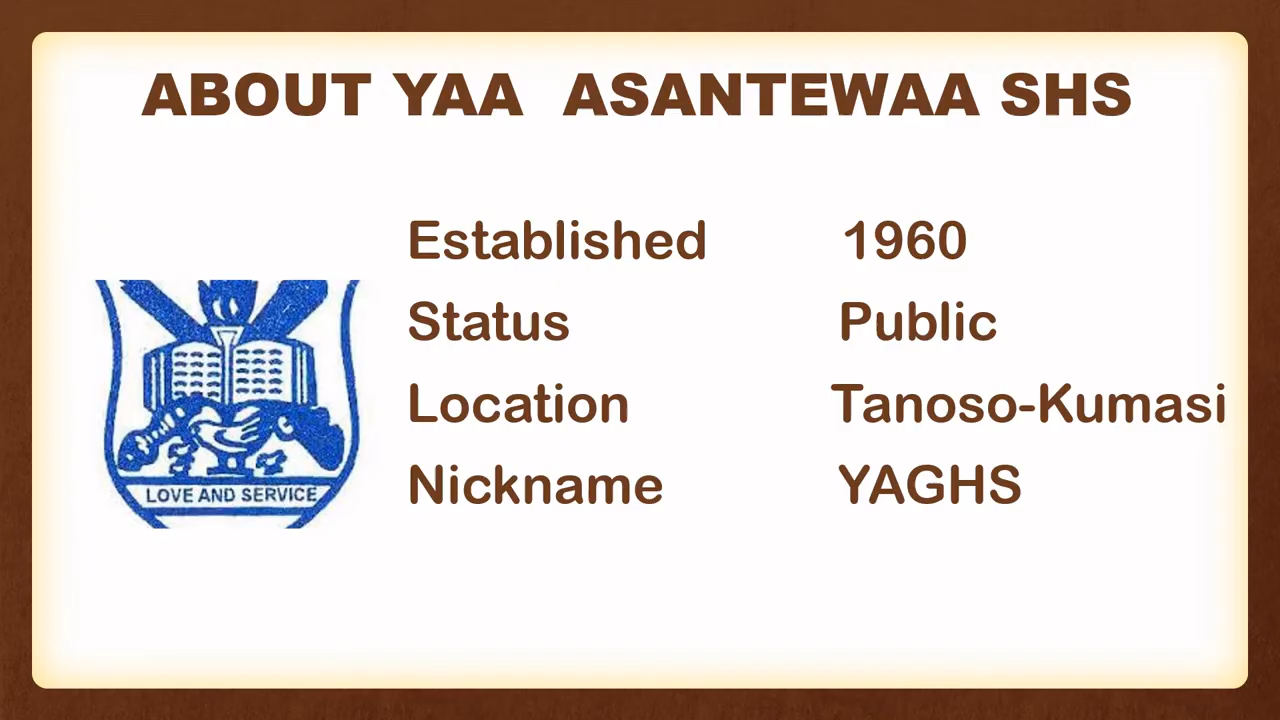 ABOUT YAA ASANTEWAA SHS
Established 1960
Status Public
Location Tanoso-Kumasi
Nickname YAGHS
LOVE AND SERVICE